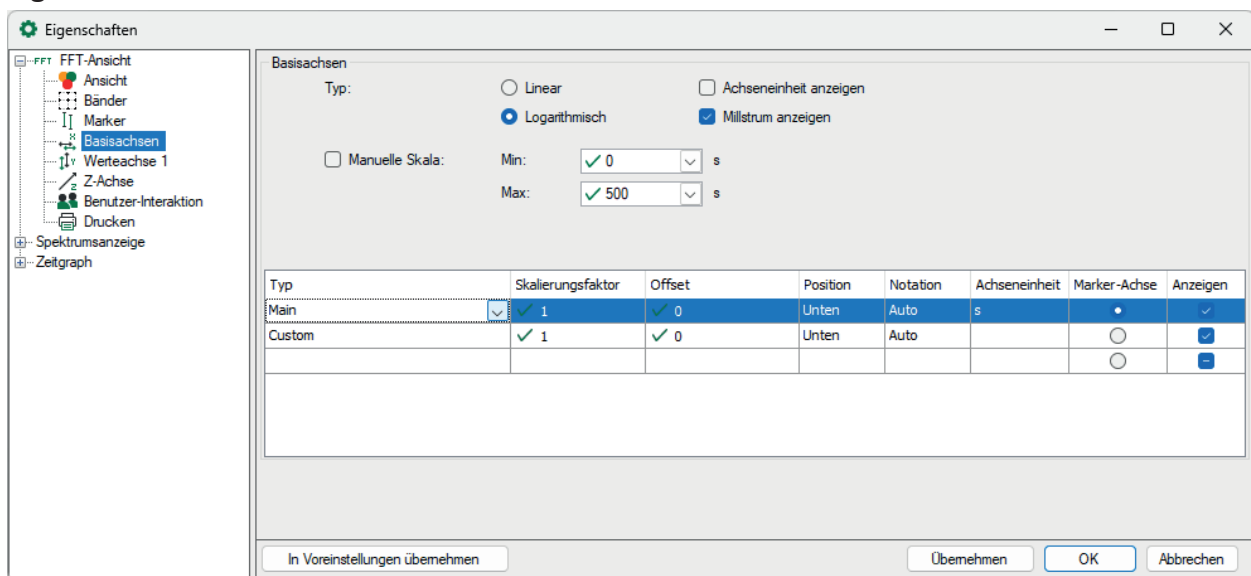 Eigenschaften
FFT FFT-Ansicht
Ansicht
Bänder
Marker
Basisachsen
Werteachse 1
Z-Achse
Benutzer-Interaktion
Drucken
Spektrumsanzeige
Zeitgraph
Basisachsen
Typ: Linear Achseneinheit anzeigen
Logarithmisch Millstrum anzeigen
Manuelle Skala: Min: 0 s
Max: 500 s
Typ Skalierungsfaktor Offset Position Notation Achseneinheit Marker-Achse Anzeigen
Main 1 0 Unten Auto s
Custom 1 0 Unten Auto
In Voreinstellungen übernehmen Übernehmen OK Abbrechen